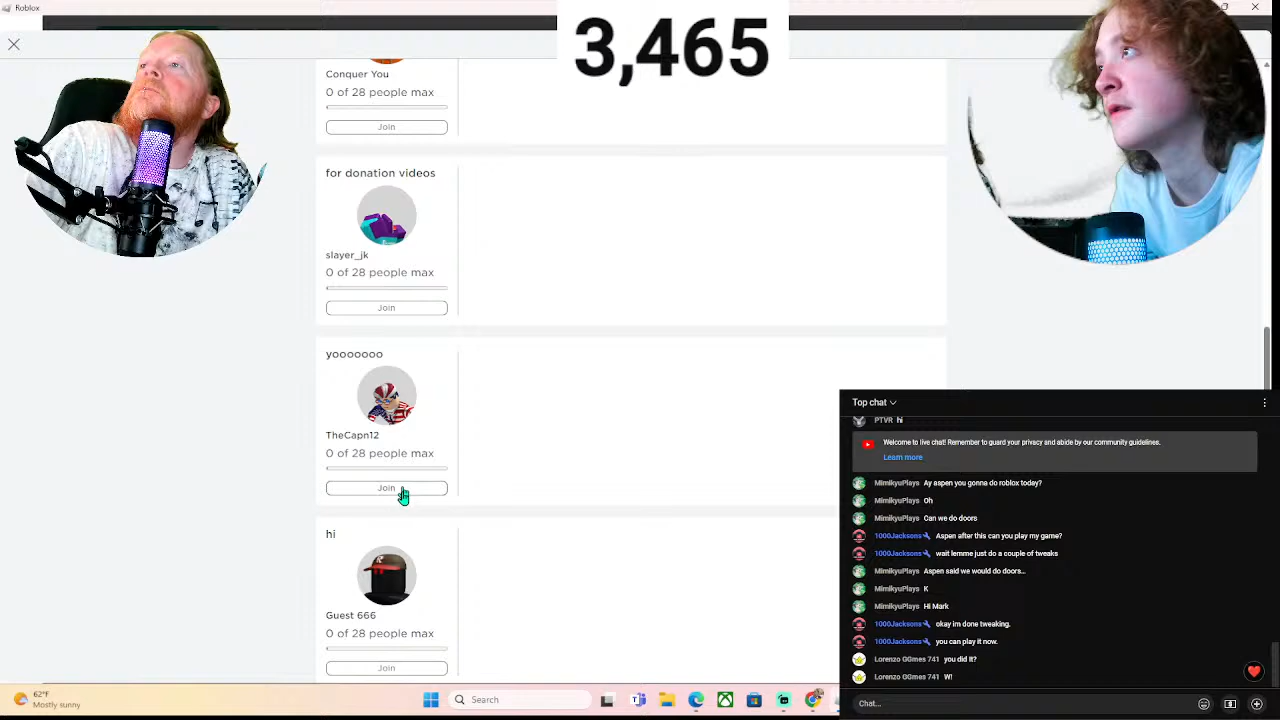 Roblox
3,465
Conquer You
0 of 28 people max
Join
for donation videos
slayer_jk
0 of 28 people max
Join
yooooooo
TheCapn12
0 of 28 people max
Join
hi
Guest 666
0 of 28 people max
Join
Top chat
PTVR hi
Welcome to live chat! Remember to guard your privacy and abide by our community guidelines.
Learn more
MimikyuPlays Ay aspen you gonna do roblox today?
MimikyuPlays Oh
MimikyuPlays Can we do doors
1000Jacksons Aspen after this can you play my game?
1000Jacksons wait lemme just do a couple of tweaks
MimikyuPlays Aspen said we would do doors...
MimikyuPlays K
MimikyuPlays Hi Mark
1000Jacksons okay im done tweaking.
1000Jacksons you can play it now.
Lorenzo GGmes 741 you did it?
Lorenzo GGmes 741 W!
Chat...
62°F
Mostly sunny
Search